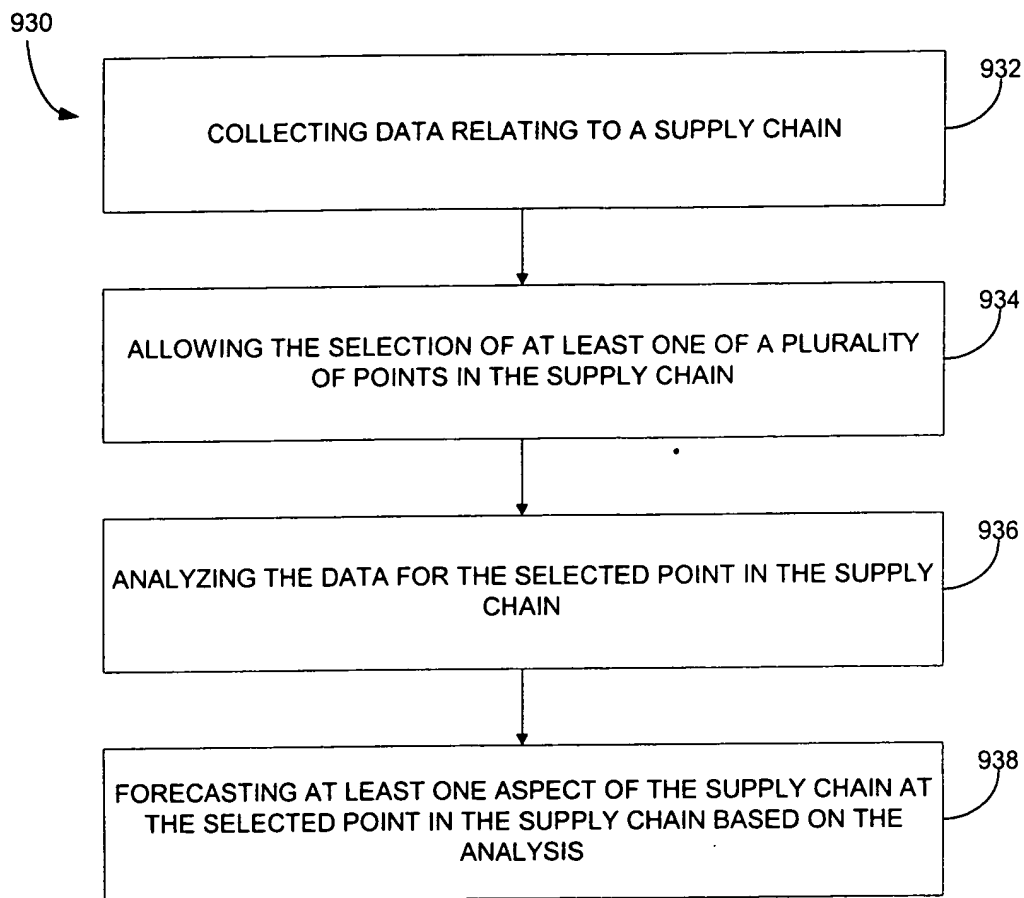 930
932
COLLECTING DATA RELATING TO A SUPPLY CHAIN
934
ALLOWING THE SELECTION OF AT LEAST ONE OF A PLURALITY
OF POINTS IN THE SUPPLY CHAIN
936
ANALYZING THE DATA FOR THE SELECTED POINT IN THE SUPPLY
CHAIN
938
FORECASTING AT LEAST ONE ASPECT OF THE SUPPLY CHAIN AT
THE SELECTED POINT IN THE SUPPLY CHAIN BASED ON THE
ANALYSIS